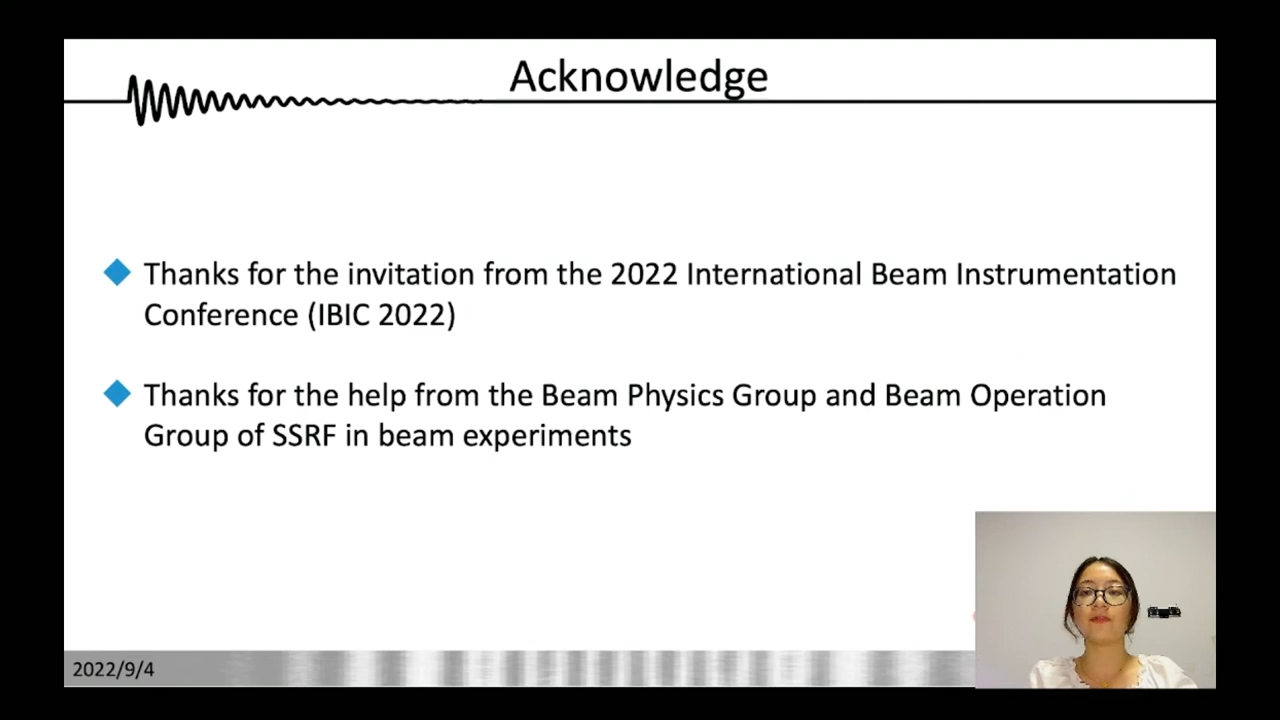 Acknowledge
Thanks for the invitation from the 2022 International Beam Instrumentation
Conference (IBIC 2022)
Thanks for the help from the Beam Physics Group and Beam Operation
Group of SSRF in beam experiments
2022/9/4